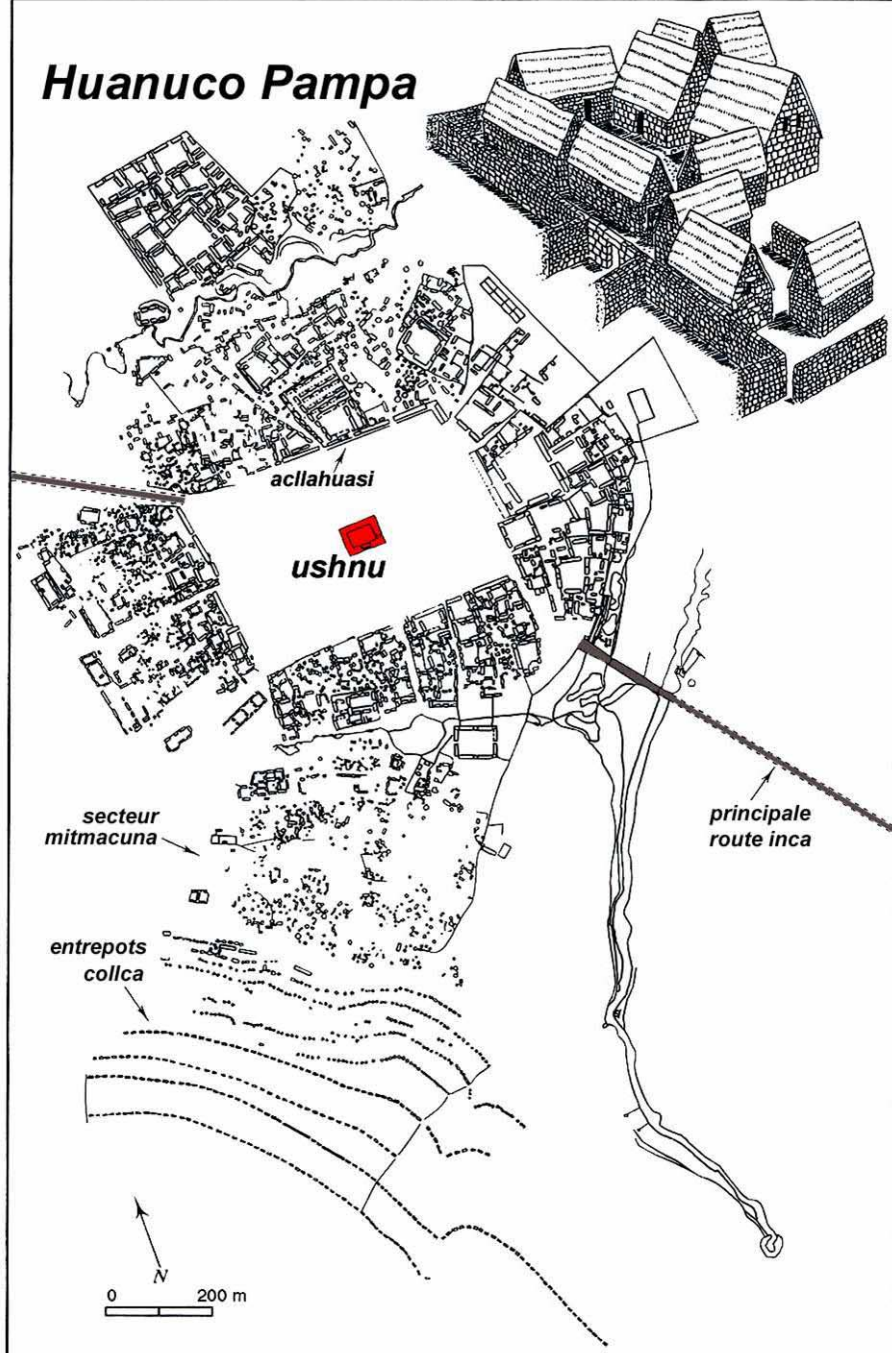 Huanuco Pampa
acllahuasi
ushnu
secteur
mitmacuna
principale
route inca
entrepots
collca
N
0 200 m